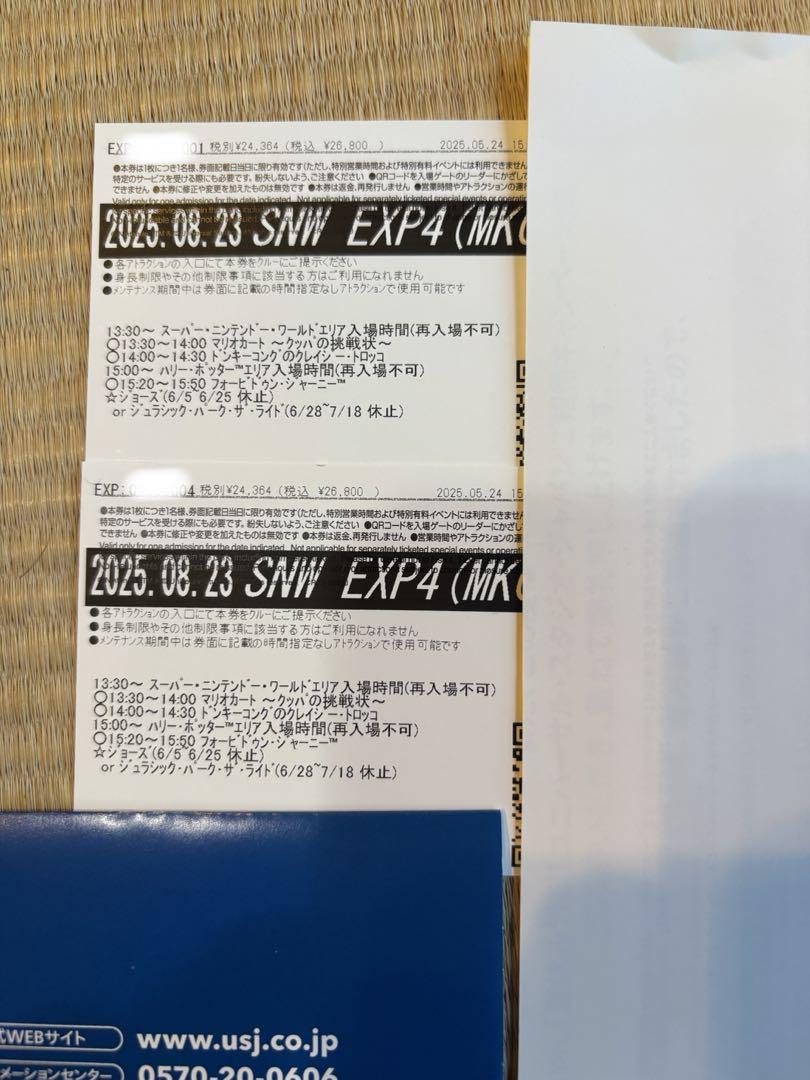 EXP 001 税別¥24,364 (税込 ¥26,800 ) 2025.05.24 15
●本券は1枚につき1名様、券面記載日当日に限り有効です(ただし、特別営業時間および特別有料イベントには利用できません
特定のサービスを受ける際にも必要です。紛失しないよう、ご注意ください ●QRコードを入場ゲートのリーダーにかざして
できません ●本券に修正や変更を加えたものは無効です ●本券は返金、再発行しません ●営業時間やアトラクションの運行
Valid only for one admission for the date indicated. Not applicable for separately ticketed special events or operati
2025.08.23 SNW EXP4 (MK
●各アトラクションの入口にて本券をクルーにご提示ください
●身長制限やその他制限事項に該当する方はご利用になれません
●メンテナンス期間中は券面に記載の時間指定なしアトラクションで使用可能です
13:30〜 スーパー・ニンテンドー・ワールドエリア入場時間(再入場不可)
○13:30〜14:00 マリオカート 〜クッパの挑戦状〜
○14:00〜14:30 ドンキーコングのクレイジー・トロッコ
15:00〜 ハリー・ポッター™エリア入場時間(再入場不可)
○15:20〜15:50 フォービドゥン・ジャーニー™
☆ジョーズ(6/5~6/25 休止)
or ジュラシック・パーク・ザ・ライド(6/28~7/18 休止)
EXP: 004 税別¥24,364 (税込 ¥26,800 ) 2025.05.24 15
●本券は1枚につき1名様、券面記載日当日に限り有効です(ただし、特別営業時間および特別有料イベントには利用できませ
特定のサービスを受ける際にも必要です。紛失しないよう、ご注意ください ●QRコードを入場ゲートのリーダーにかざし
できません ●本券に修正や変更を加えたものは無効です ●本券は返金、再発行しません ●営業時間やアトラクションの運
Valid only for one admission for the date indicated. Not applicable for separately ticketed special events or operati
2025.08.23 SNW EXP4 (MK
●各アトラクションの入口にて本券をクルーにご提示ください
●身長制限やその他制限事項に該当する方はご利用になれません
●メンテナンス期間中は券面に記載の時間指定なしアトラクションで使用可能です
13:30〜 スーパー・ニンテンドー・ワールドエリア入場時間(再入場不可)
○13:30〜14:00 マリオカート 〜クッパの挑戦状〜
○14:00〜14:30 ドンキーコングのクレイジー・トロッコ
15:00〜 ハリー・ポッター™エリア入場時間(再入場不可)
○15:20〜15:50 フォービドゥン・ジャーニー™
☆ジョーズ(6/5~6/25 休止)
or ジュラシック・パーク・ザ・ライド(6/28~7/18 休止)
式WEBサイト www.usj.co.jp
メーションセンター 0570-20-0606